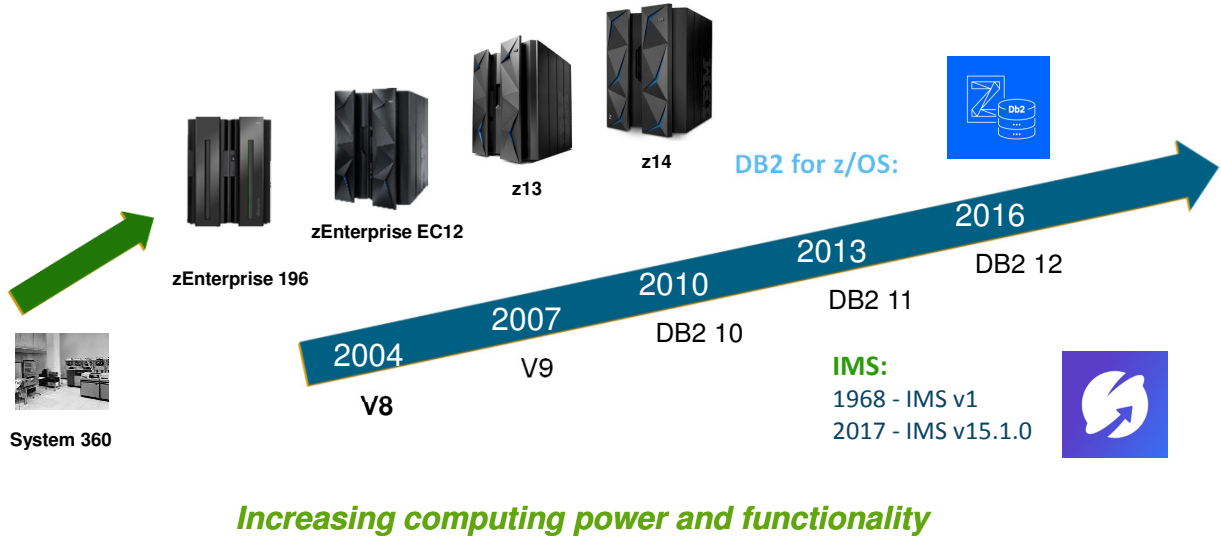 z14
z13
zEnterprise EC12
zEnterprise 196
System 360
DB2 for z/OS:
Z
Db2
2004
V8
2007
V9
2010
DB2 10
2013
DB2 11
2016
DB2 12
IMS:
1968 - IMS v1
2017 - IMS v15.1.0
IBM
Increasing computing power and functionality